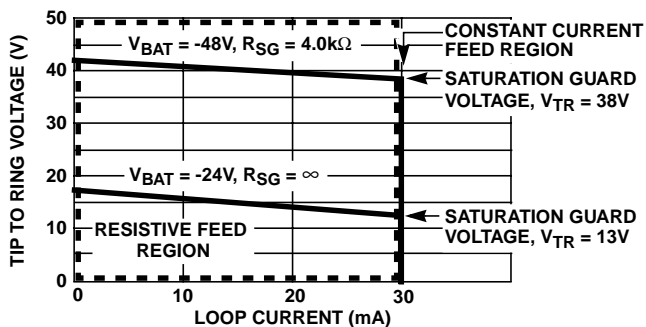 50
V_BAT = -48V, R_SG = 4.0kΩ
CONSTANT CURRENT
FEED REGION
40
SATURATION GUARD
VOLTAGE, V_TR = 38V
30
TIP TO RING VOLTAGE (V)
20
V_BAT = -24V, R_SG = ∞
10
RESISTIVE FEED
REGION
SATURATION GUARD
VOLTAGE, V_TR = 13V
0
0 10 20 30
LOOP CURRENT (mA)